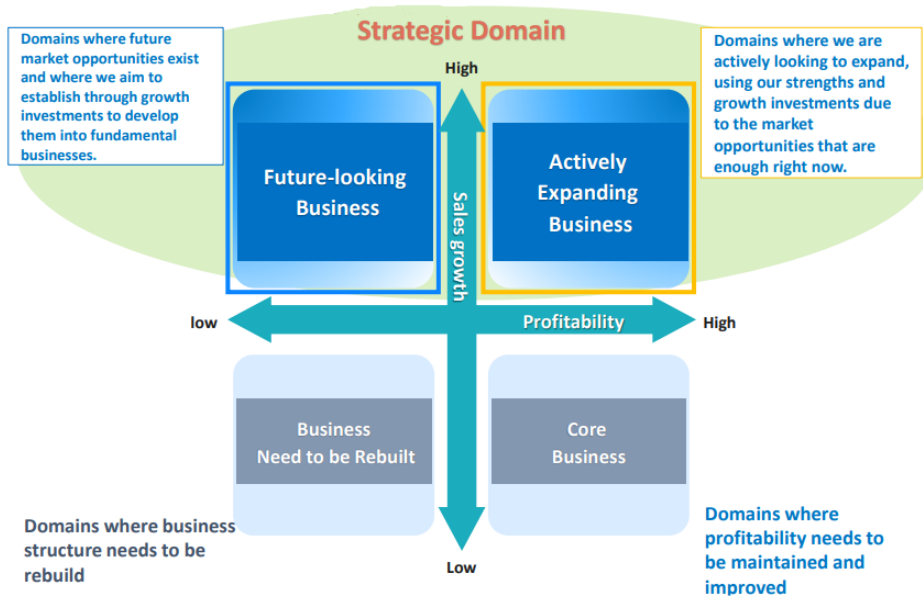 Strategic Domain
Domains where future
market opportunities exist
and where we aim to
establish through growth
investments to develop
them into fundamental
businesses.
High
Domains where we are
actively looking to expand,
using our strengths and
growth investments due
to the market
opportunities that are
enough right now.
Future-looking
Business
Sales growth
Actively
Expanding
Business
low
Profitability
High
Business
Need to be Rebuilt
Core
Business
Domains where business
structure needs to be
rebuild
Low
Domains where
profitability needs to
be maintained and
improved